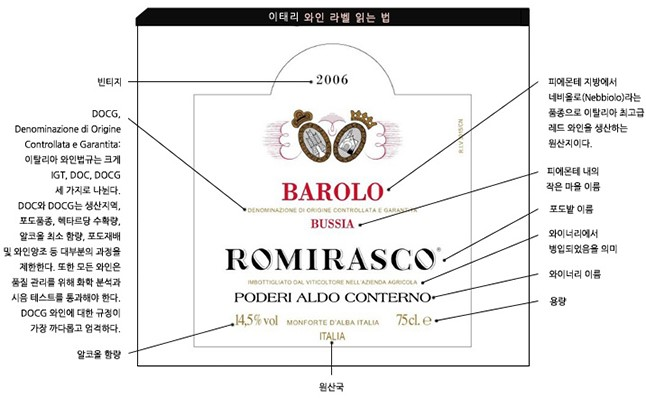 이태리 와인 라벨 읽는 법
빈티지
DOCG,
Denominazione di Origine
Controllata e Garantita:
이탈리아 와인법규는 크게
IGT, DOC, DOCG
세 가지로 나뉜다.
DOC와 DOCG는 생산지역,
포도품종, 헥타르당 수확량,
알코올 최소 함량, 포도재배
및 와인양조 등 대부분의 과정을
제한한다. 또한 모든 와인은
품질 관리를 위해 화학 분석과
시음 테스트를 통과해야 한다.
DOCG 와인에 대한 규정이
가장 까다롭고 엄격하다.
알코올 함량
2006
BAROLO
DENOMINAZIONE DI ORIGINE CONTROLLATA E GARANTITA
BUSSIA
ROMIRASCO®
IMBOTTIGLIATO DAL VITICOLTORE NELL'AZIENDA AGRICOLA
PODERI ALDO CONTERNO
14,5% vol MONFORTE D'ALBA ITALIA 75cl. e
ITALIA
원산국
피에몬테 지방에서
네비올로(Nebbiolo)라는
품종으로 이탈리아 최고급
레드 와인을 생산하는
원산지이다.
피에몬테 내의
작은 마을 이름
포도밭 이름
와이너리에서
병입되었음을 의미
와이너리 이름
용량